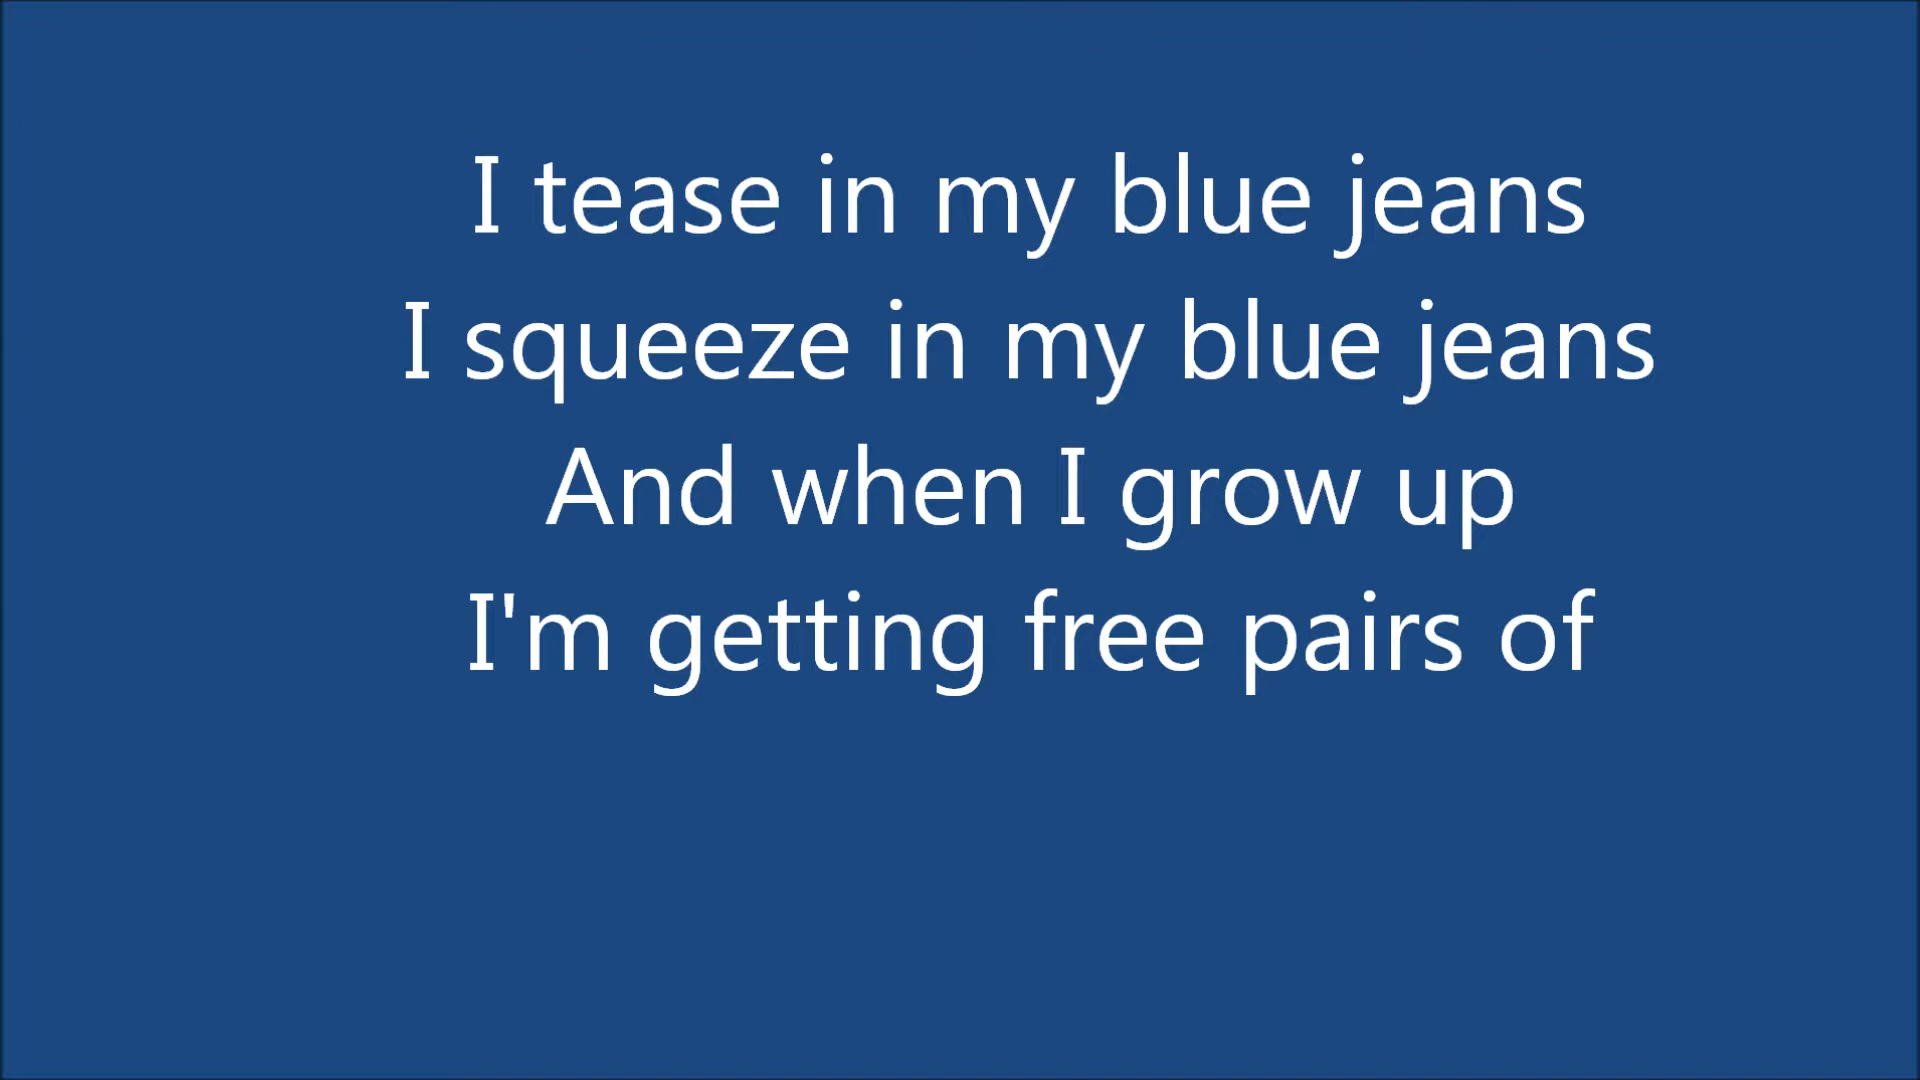 I tease in my blue jeans
I squeeze in my blue jeans
And when I grow up
I'm getting free pairs of